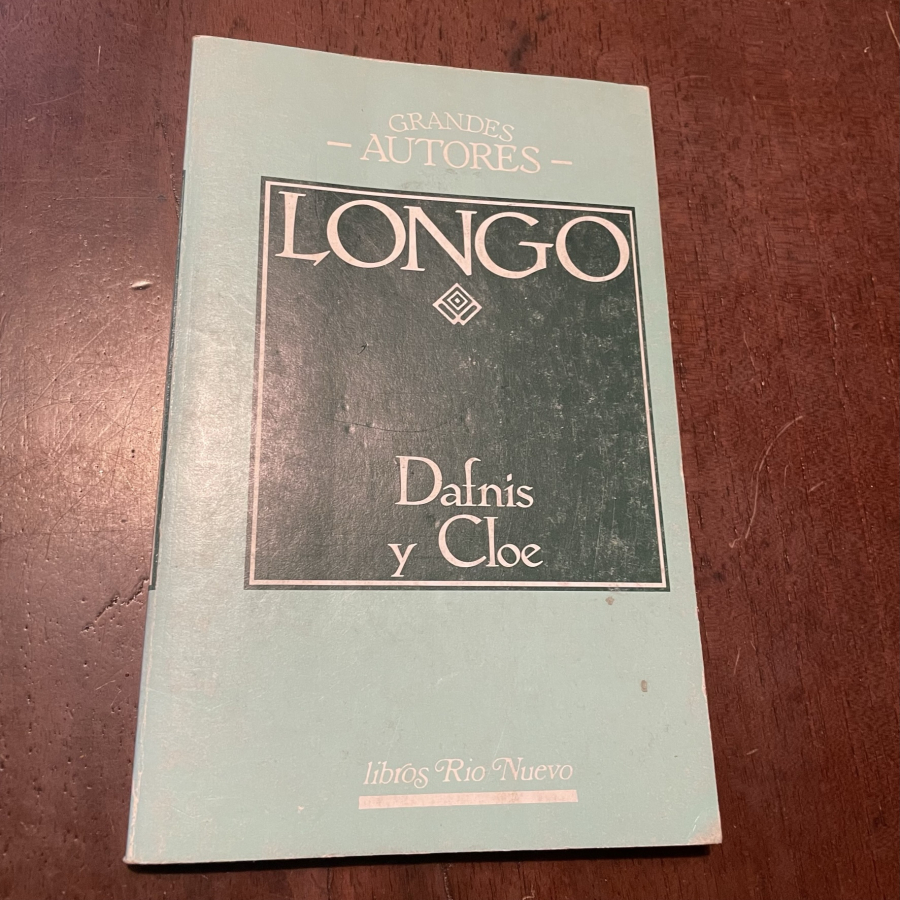 GRANDES
– AUTORES –
LONGO
Dafnis
y Cloe
libros Rio Nuevo